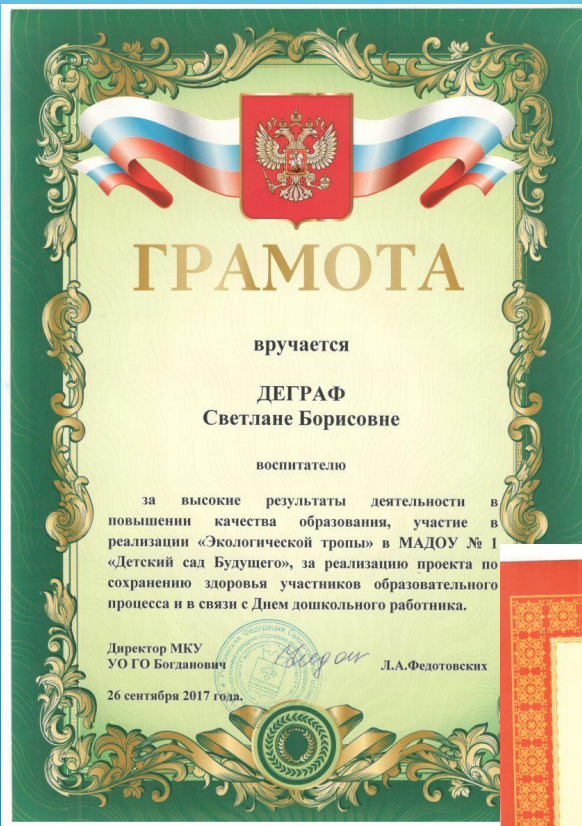 ГРАМОТА
вручается
ДЕГРАФ
Светлане Борисовне
воспитателю
за высокие результаты деятельности в
повышении качества образования, участие в
реализации «Экологической тропы» в МАДОУ № 1
«Детский сад Будущего», за реализацию проекта по
сохранению здоровья участников образовательного
процесса и в связи с Днем дошкольного работника.
Директор МКУ
УО ГО Богданович
Л.А.Федотовских
26 сентября 2017 года.